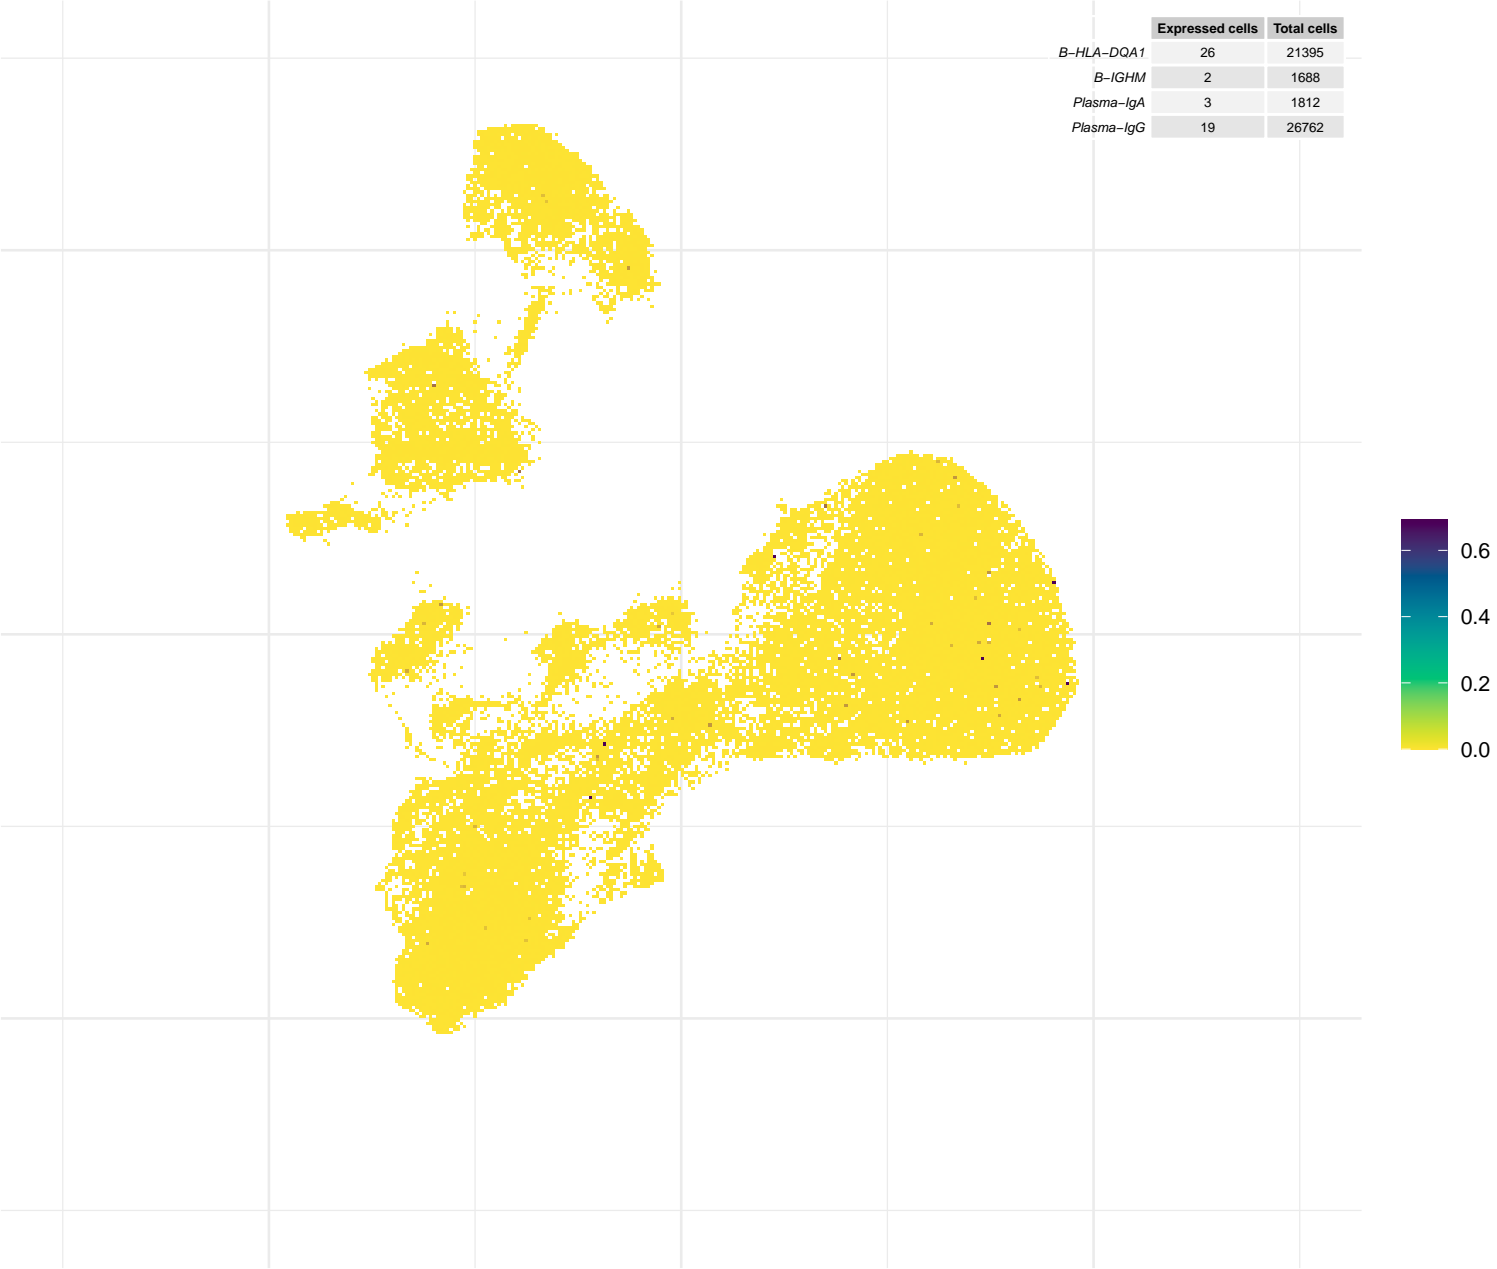 Expressed cells Total cells
B−HLA−DQA1 26 21395
B−IGHM 2 1688
Plasma−IgA 3 1812
Plasma−IgG 19 26762
0.6
0.4
0.2
0.0